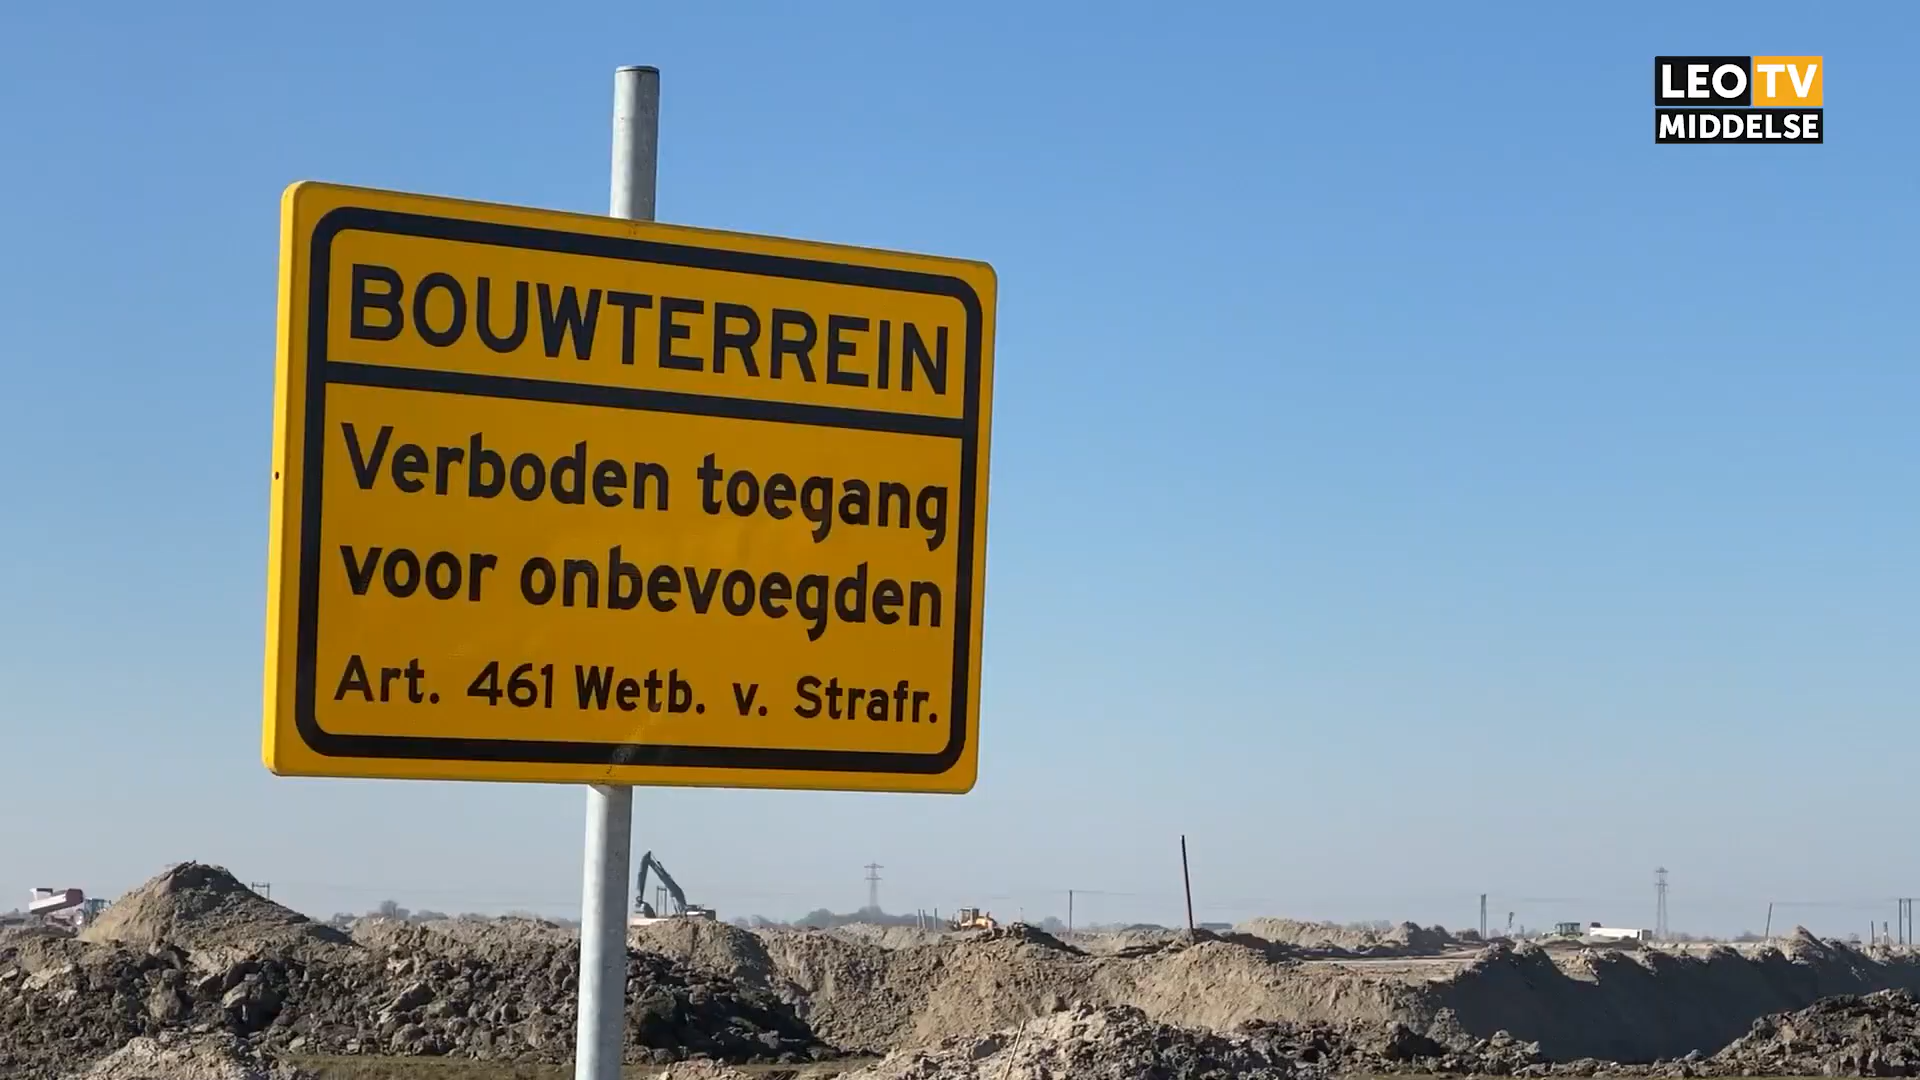 LEO TV
MIDDELSE
BOUWTERREIN
Verboden toegang
voor onbevoegden
Art. 461 Wetb. v. Strafr.